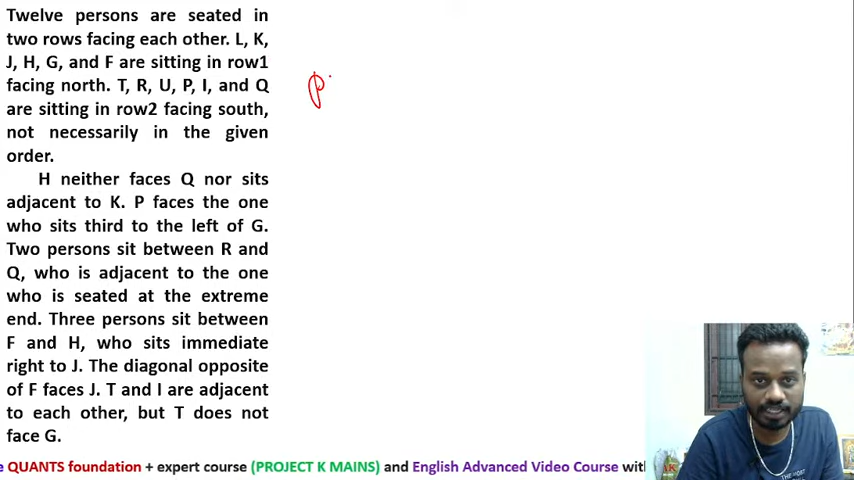 Twelve persons are seated in
two rows facing each other. L, K,
J, H, G, and F are sitting in row1
facing north. T, R, U, P, I, and Q
are sitting in row2 facing south,
not necessarily in the given
order.
H neither faces Q nor sits
adjacent to K. P faces the one
who sits third to the left of G.
Two persons sit between R and
Q, who is adjacent to the one
who is seated at the extreme
end. Three persons sit between
F and H, who sits immediate
right to J. The diagonal opposite
of F faces J. T and I are adjacent
to each other, but T does not
face G.
P
e QUANTS foundation + expert course (PROJECT K MAINS) and English Advanced Video Course with